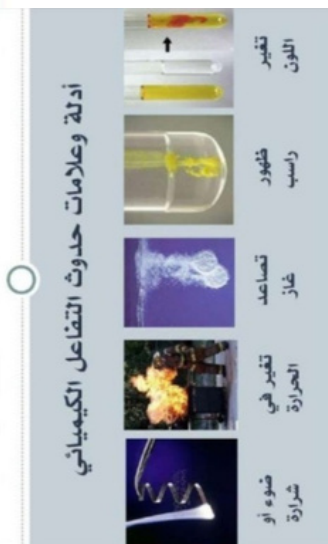 أدلة وعلامات حدوث التفاعل الكيميائي
تغير
اللون
ظهور
راسب
تصاعد
غاز
تغير في
الحرارة
ضوء أو
شرارة